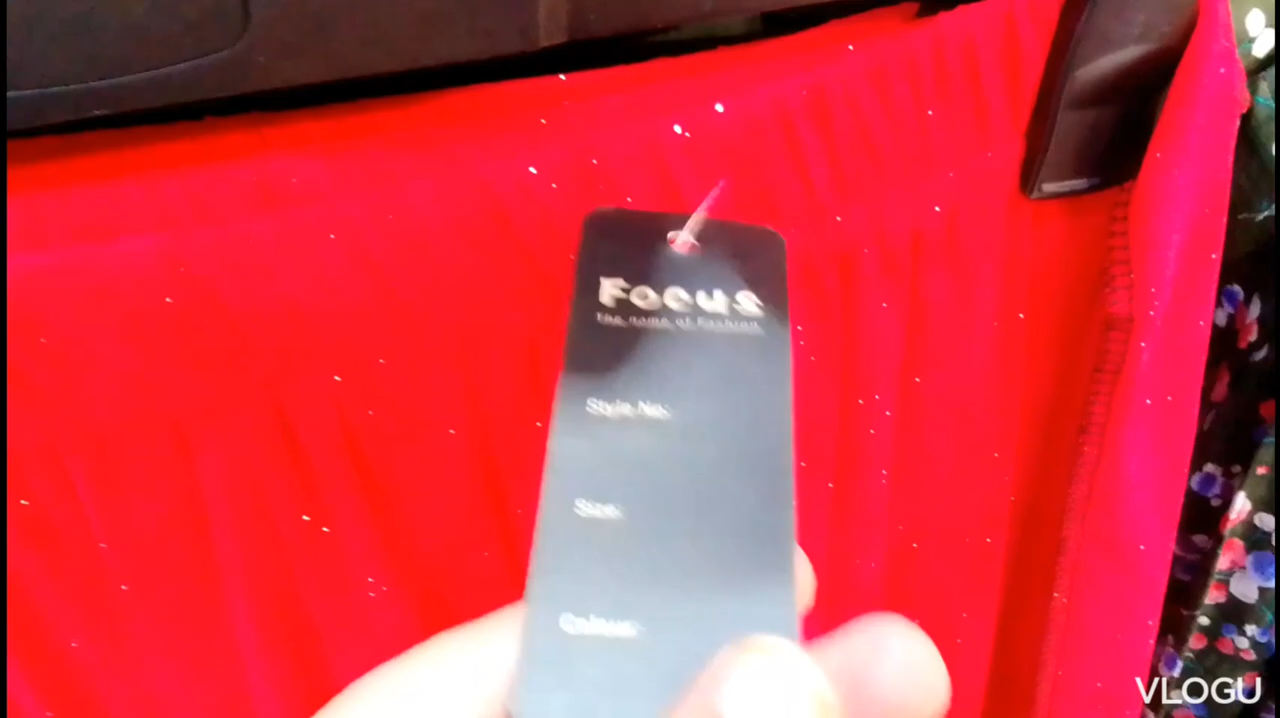 Focus
The name of Fashion
Style No:
Size:
Colour:
VLOGU